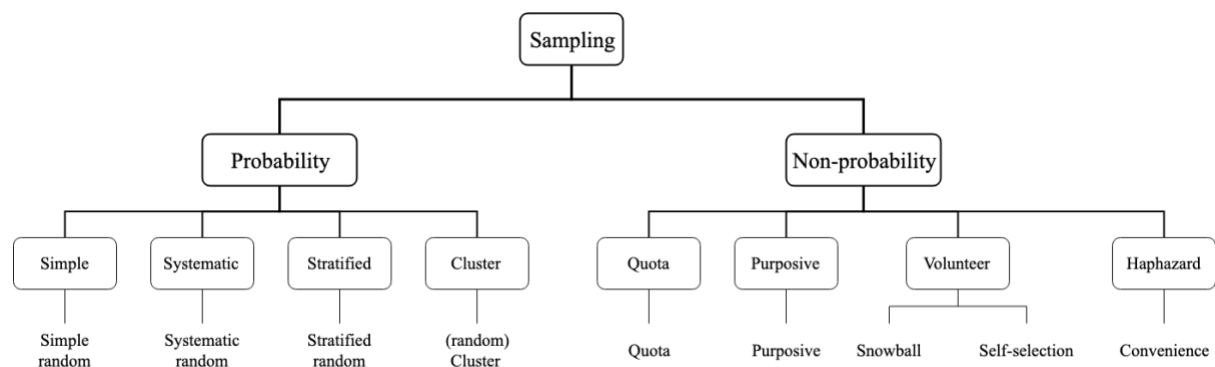 Sampling
Probability
Non-probability
Simple
Systematic
Stratified
Cluster
Quota
Purposive
Volunteer
Haphazard
Simple
random
Systematic
random
Stratified
random
(random)
Cluster
Quota
Purposive
Snowball
Self-selection
Convenience